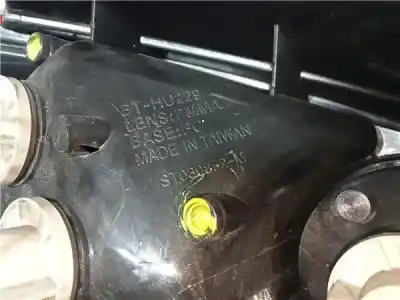 ST-HU229
LENS:PMMA
BASE:PC
MADE IN TAIWAN